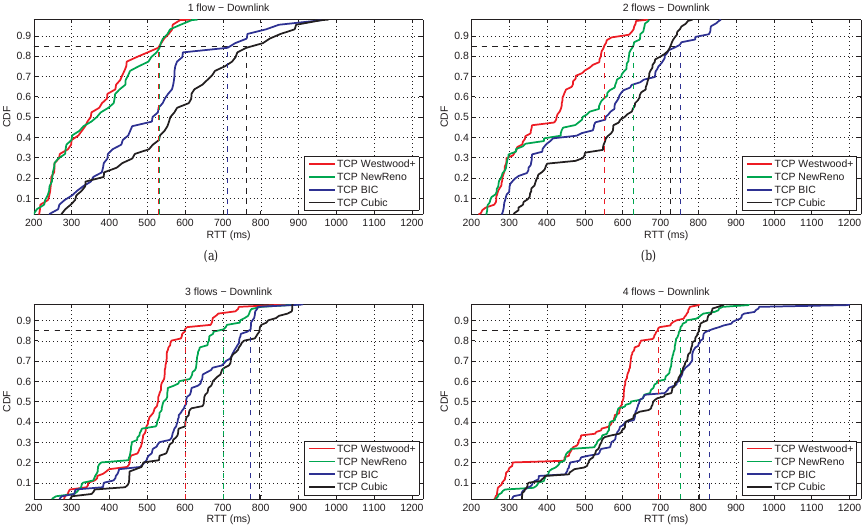 1 flow − Downlink
CDF
0.9
0.8
0.7
0.6
0.5
0.4
0.3
0.2
0.1
TCP Westwood+
TCP NewReno
TCP BIC
TCP Cubic
200 300 400 500 600 700 800 900 1000 1100 1200
RTT (ms)
(a)
2 flows − Downlink
CDF
0.9
0.8
0.7
0.6
0.5
0.4
0.3
0.2
0.1
TCP Westwood+
TCP NewReno
TCP BIC
TCP Cubic
200 300 400 500 600 700 800 900 1000 1100 1200
RTT (ms)
(b)
3 flows − Downlink
CDF
0.9
0.8
0.7
0.6
0.5
0.4
0.3
0.2
0.1
TCP Westwood+
TCP NewReno
TCP BIC
TCP Cubic
200 300 400 500 600 700 800 900 1000 1100 1200
RTT (ms)
4 flows − Downlink
CDF
0.9
0.8
0.7
0.6
0.5
0.4
0.3
0.2
0.1
TCP Westwood+
TCP NewReno
TCP BIC
TCP Cubic
200 300 400 500 600 700 800 900 1000 1100 1200
RTT (ms)